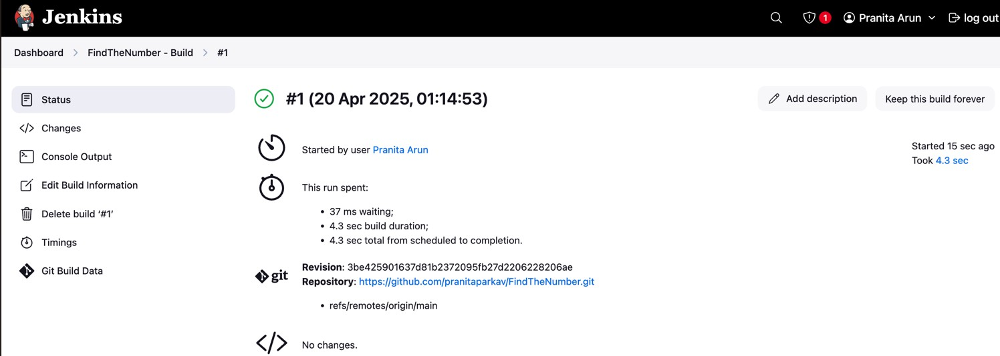 Jenkins
1
Pranita Arun
log out
Dashboard > FindTheNumber - Build > #1
Status
Changes
Console Output
Edit Build Information
Delete build ‘#1’
Timings
Git Build Data
#1 (20 Apr 2025, 01:14:53)
Add description
Keep this build forever
Started by user Pranita Arun
Started 15 sec ago
Took 4.3 sec
This run spent:
• 37 ms waiting;
• 4.3 sec build duration;
• 4.3 sec total from scheduled to completion.
git
Revision: 3be425901637d81b2372095fb27d2206228206ae
Repository: https://github.com/pranitaparkav/FindTheNumber.git
• refs/remotes/origin/main
No changes.